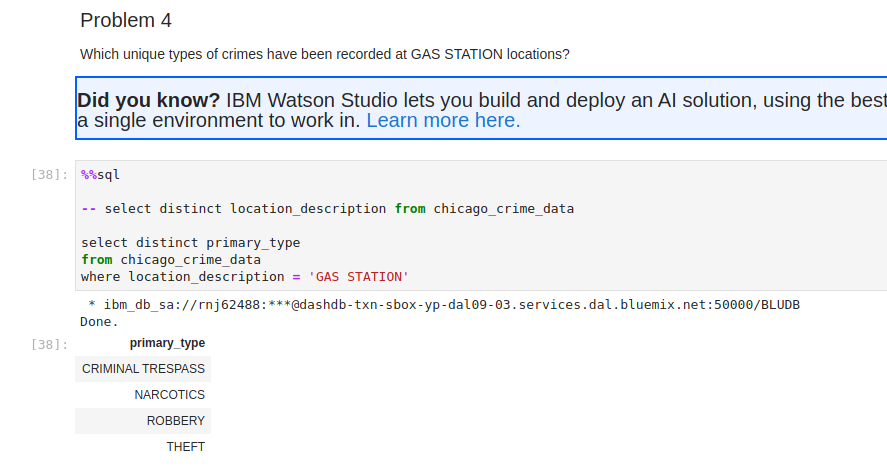 Problem 4
Which unique types of crimes have been recorded at GAS STATION locations?
Did you know? IBM Watson Studio lets you build and deploy an AI solution, using the best
a single environment to work in. Learn more here.
[38]: %%sql
-- select distinct location_description from chicago_crime_data
select distinct primary_type
from chicago_crime_data
where location_description = 'GAS STATION'
* ibm_db_sa://rnj62488:***@dashdb-txn-sbox-yp-dal09-03.services.dal.bluemix.net:50000/BLUDB
Done.
[38]: primary_type
CRIMINAL TRESPASS
NARCOTICS
ROBBERY
THEFT